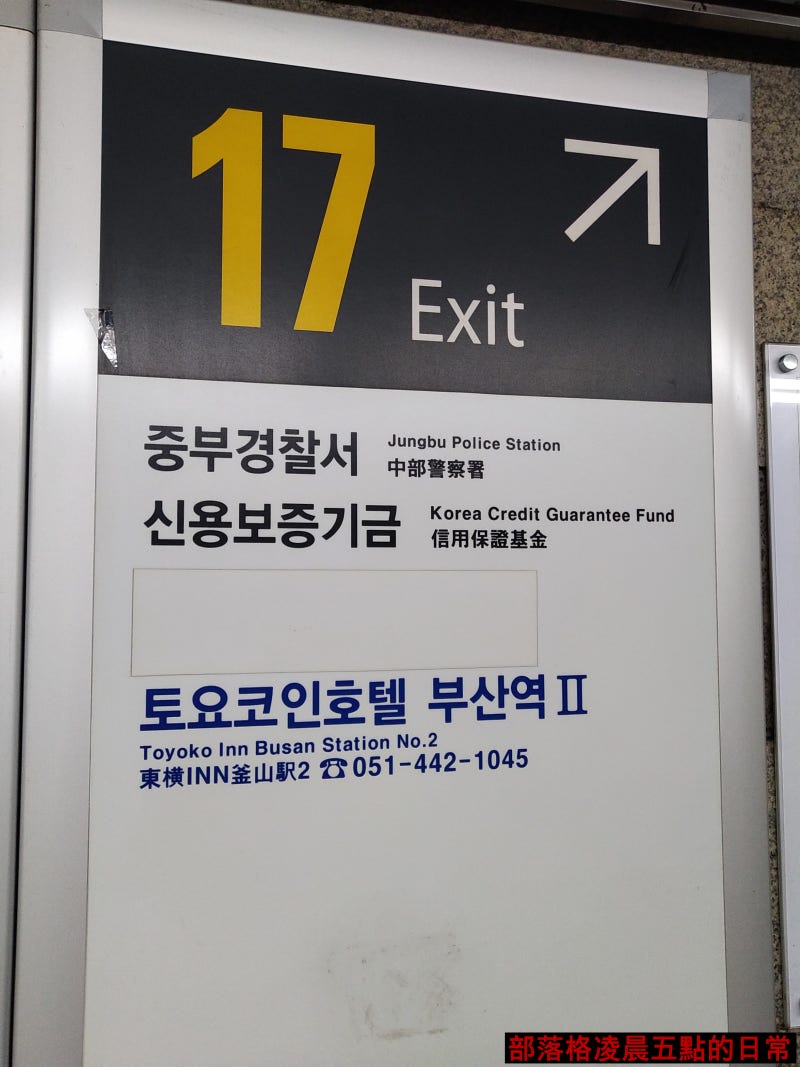 17 Exit
중부경찰서 Jungbu Police Station
中部警察署
신용보증기금 Korea Credit Guarantee Fund
信用保證基金
토요코인호텔 부산역Ⅱ
Toyoko Inn Busan Station No.2
東横INN釜山駅2 ☎051-442-1045
部落格凌晨五點的日常